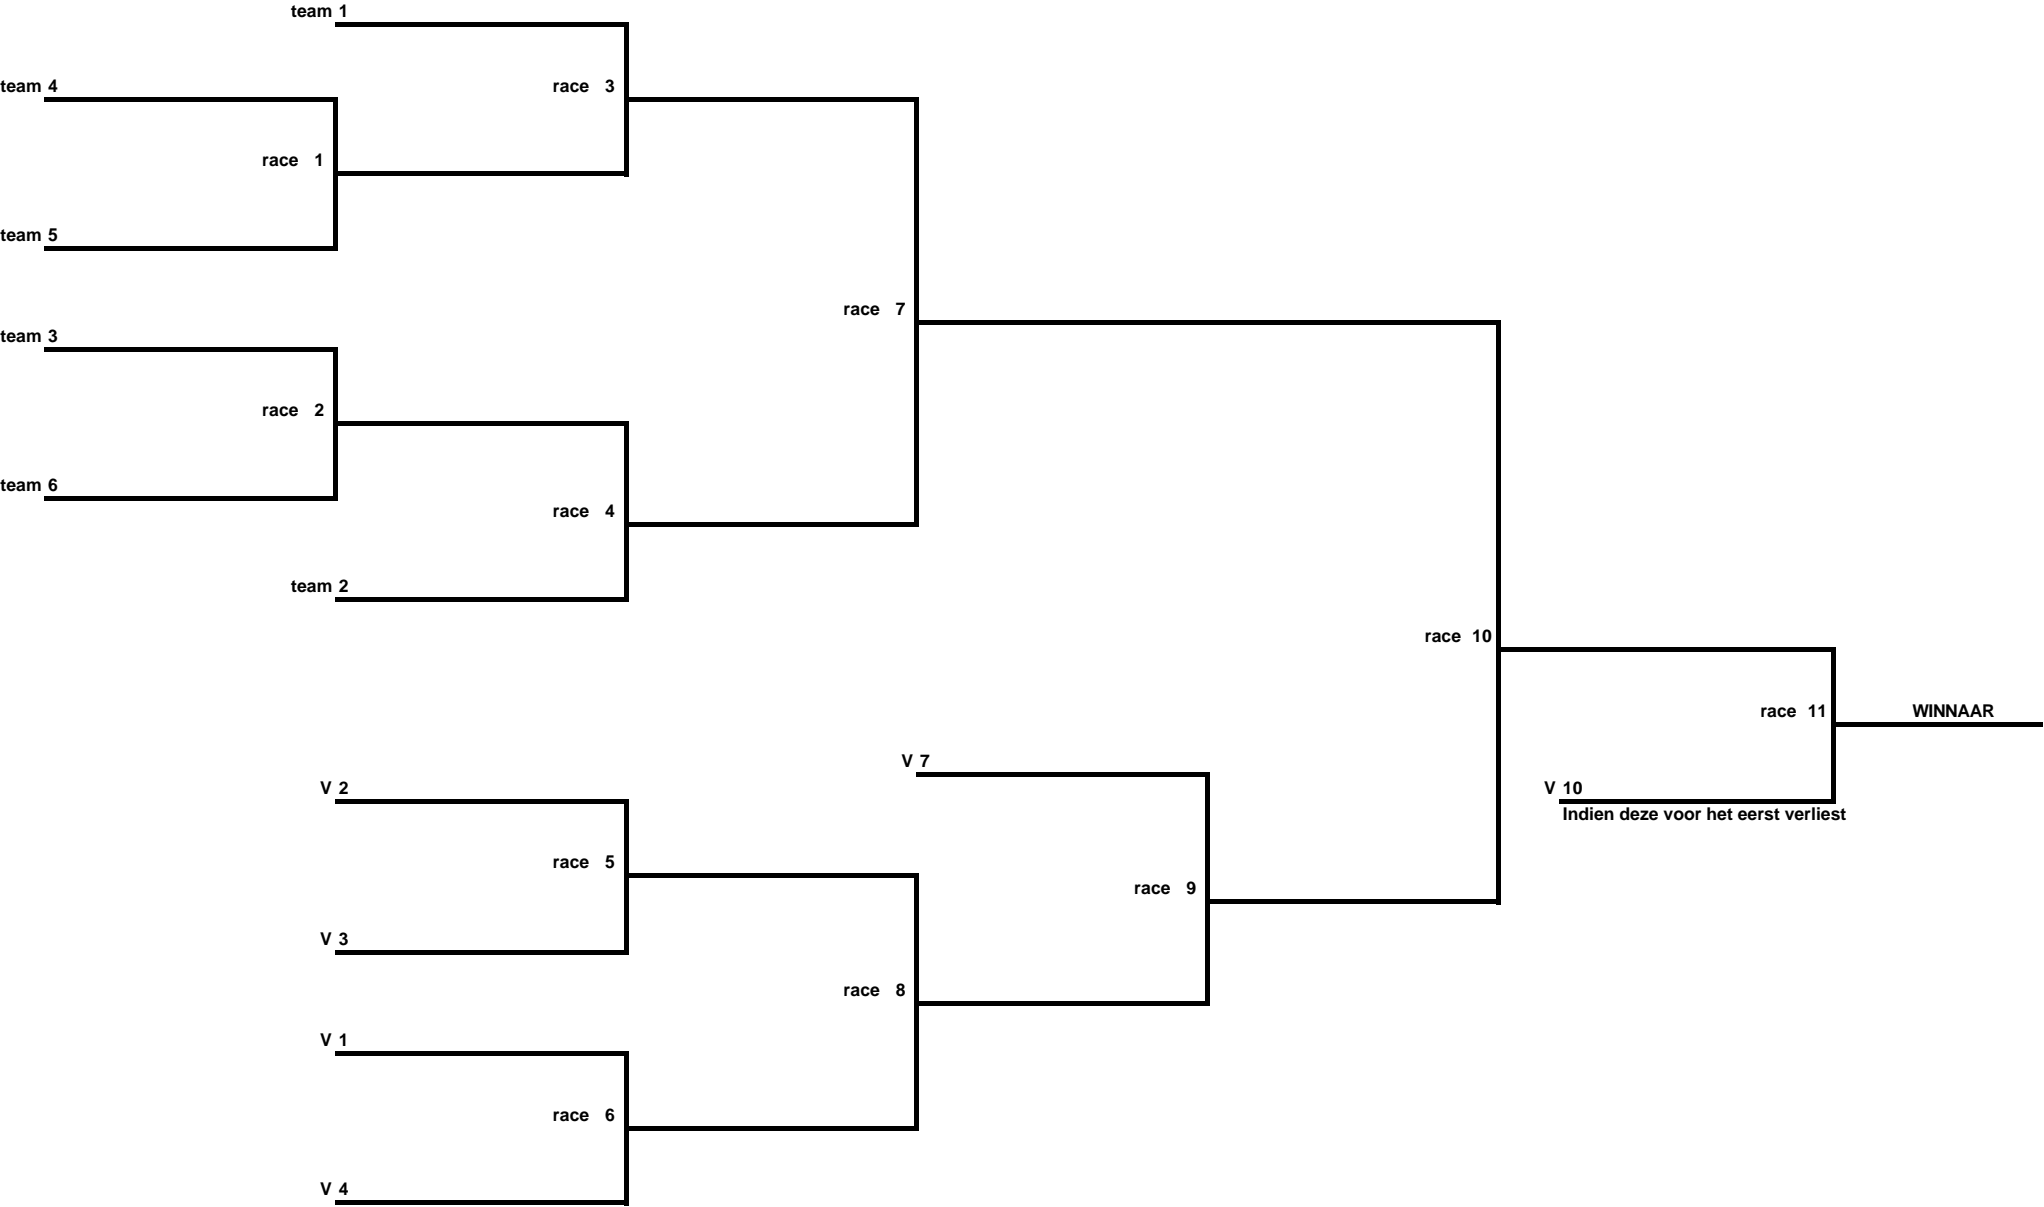 team 1
team 4
race 3
race 1
team 5
race 7
team 3
race 2
team 6
race 4
team 2
race 10
race 11
WINNAAR
V 7
V 2
V 10
Indien deze voor het eerst verliest
race 5
race 9
V 3
race 8
V 1
race 6
V 4